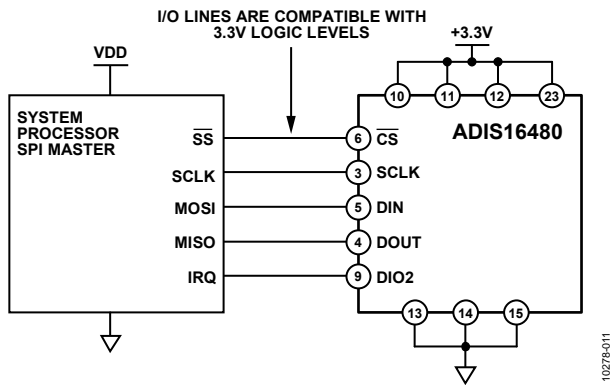 I/O LINES ARE COMPATIBLE WITH
3.3V LOGIC LEVELS
+3.3V
VDD
10 11 12 23
SYSTEM
PROCESSOR
SPI MASTER
ADIS16480
SS 6 CS
SCLK 3 SCLK
MOSI 5 DIN
MISO 4 DOUT
IRQ 9 DIO2
13 14 15
10278-011